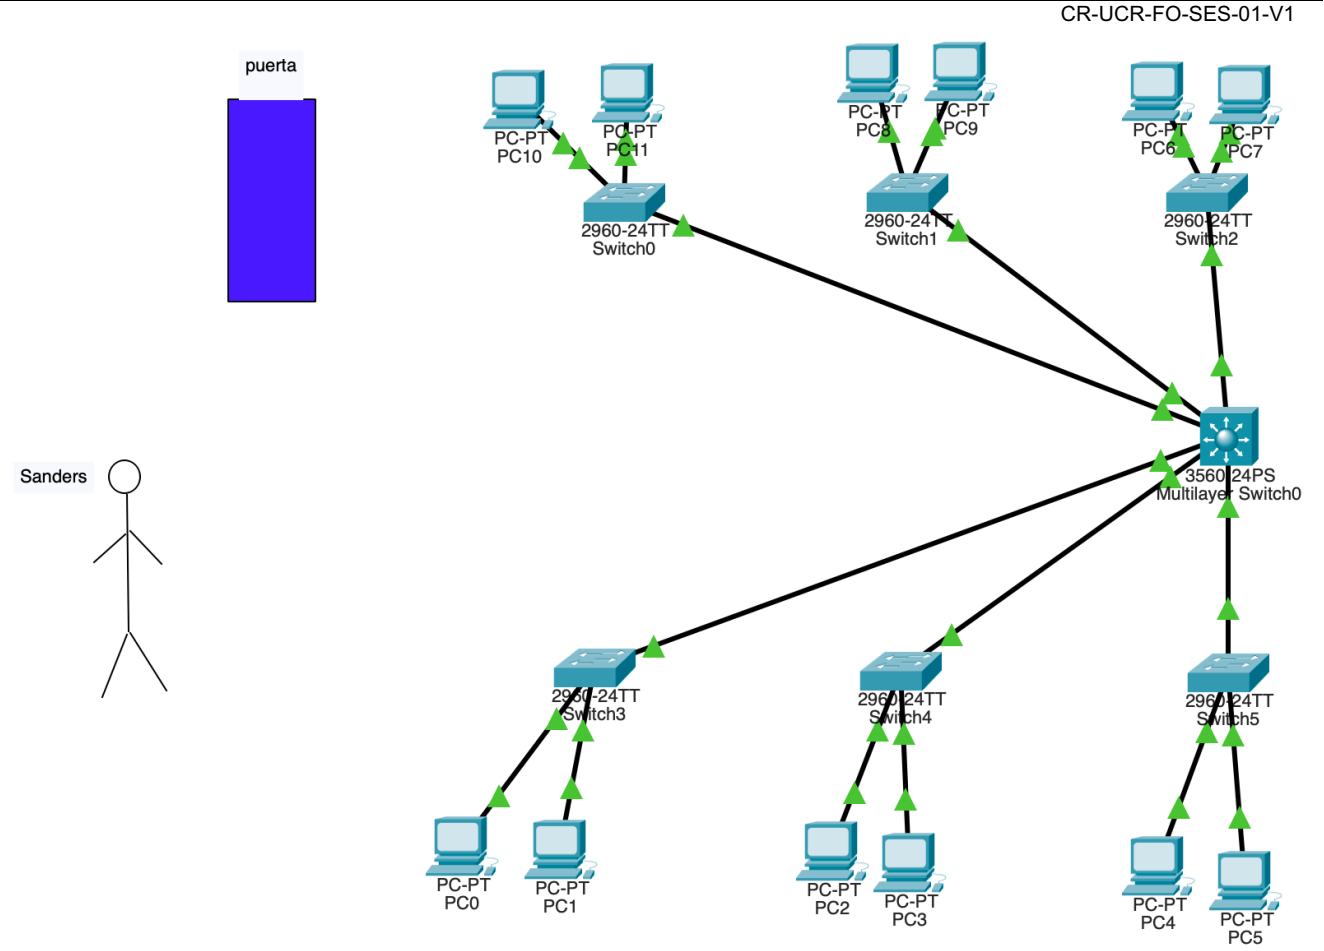 CR-UCR-FO-SES-01-V1
puerta
PC-PT
PC10
PC-PT
PC11
PC-PT
PC8
PC-PT
PC9
PC-PT
PC6
PC-PT
PC7
2960-24TT
Switch0
2960-24TT
Switch1
2960-24TT
Switch2
Sanders
3560-24PS
Multilayer Switch0
2960-24TT
Switch3
2960-24TT
Switch4
2960-24TT
Switch5
PC-PT
PC0
PC-PT
PC1
PC-PT
PC2
PC-PT
PC3
PC-PT
PC4
PC-PT
PC5